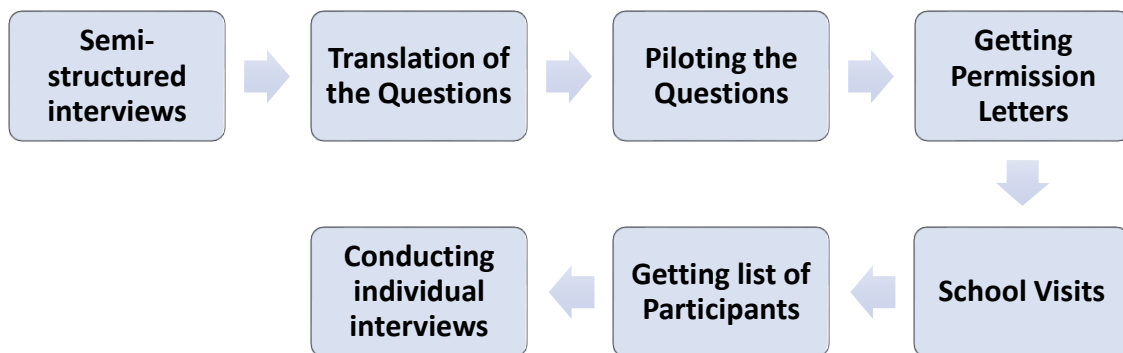 Semi-
structured
interviews
Translation of
the Questions
Piloting the
Questions
Getting
Permission
Letters
School Visits
Getting list of
Participants
Conducting
individual
interviews